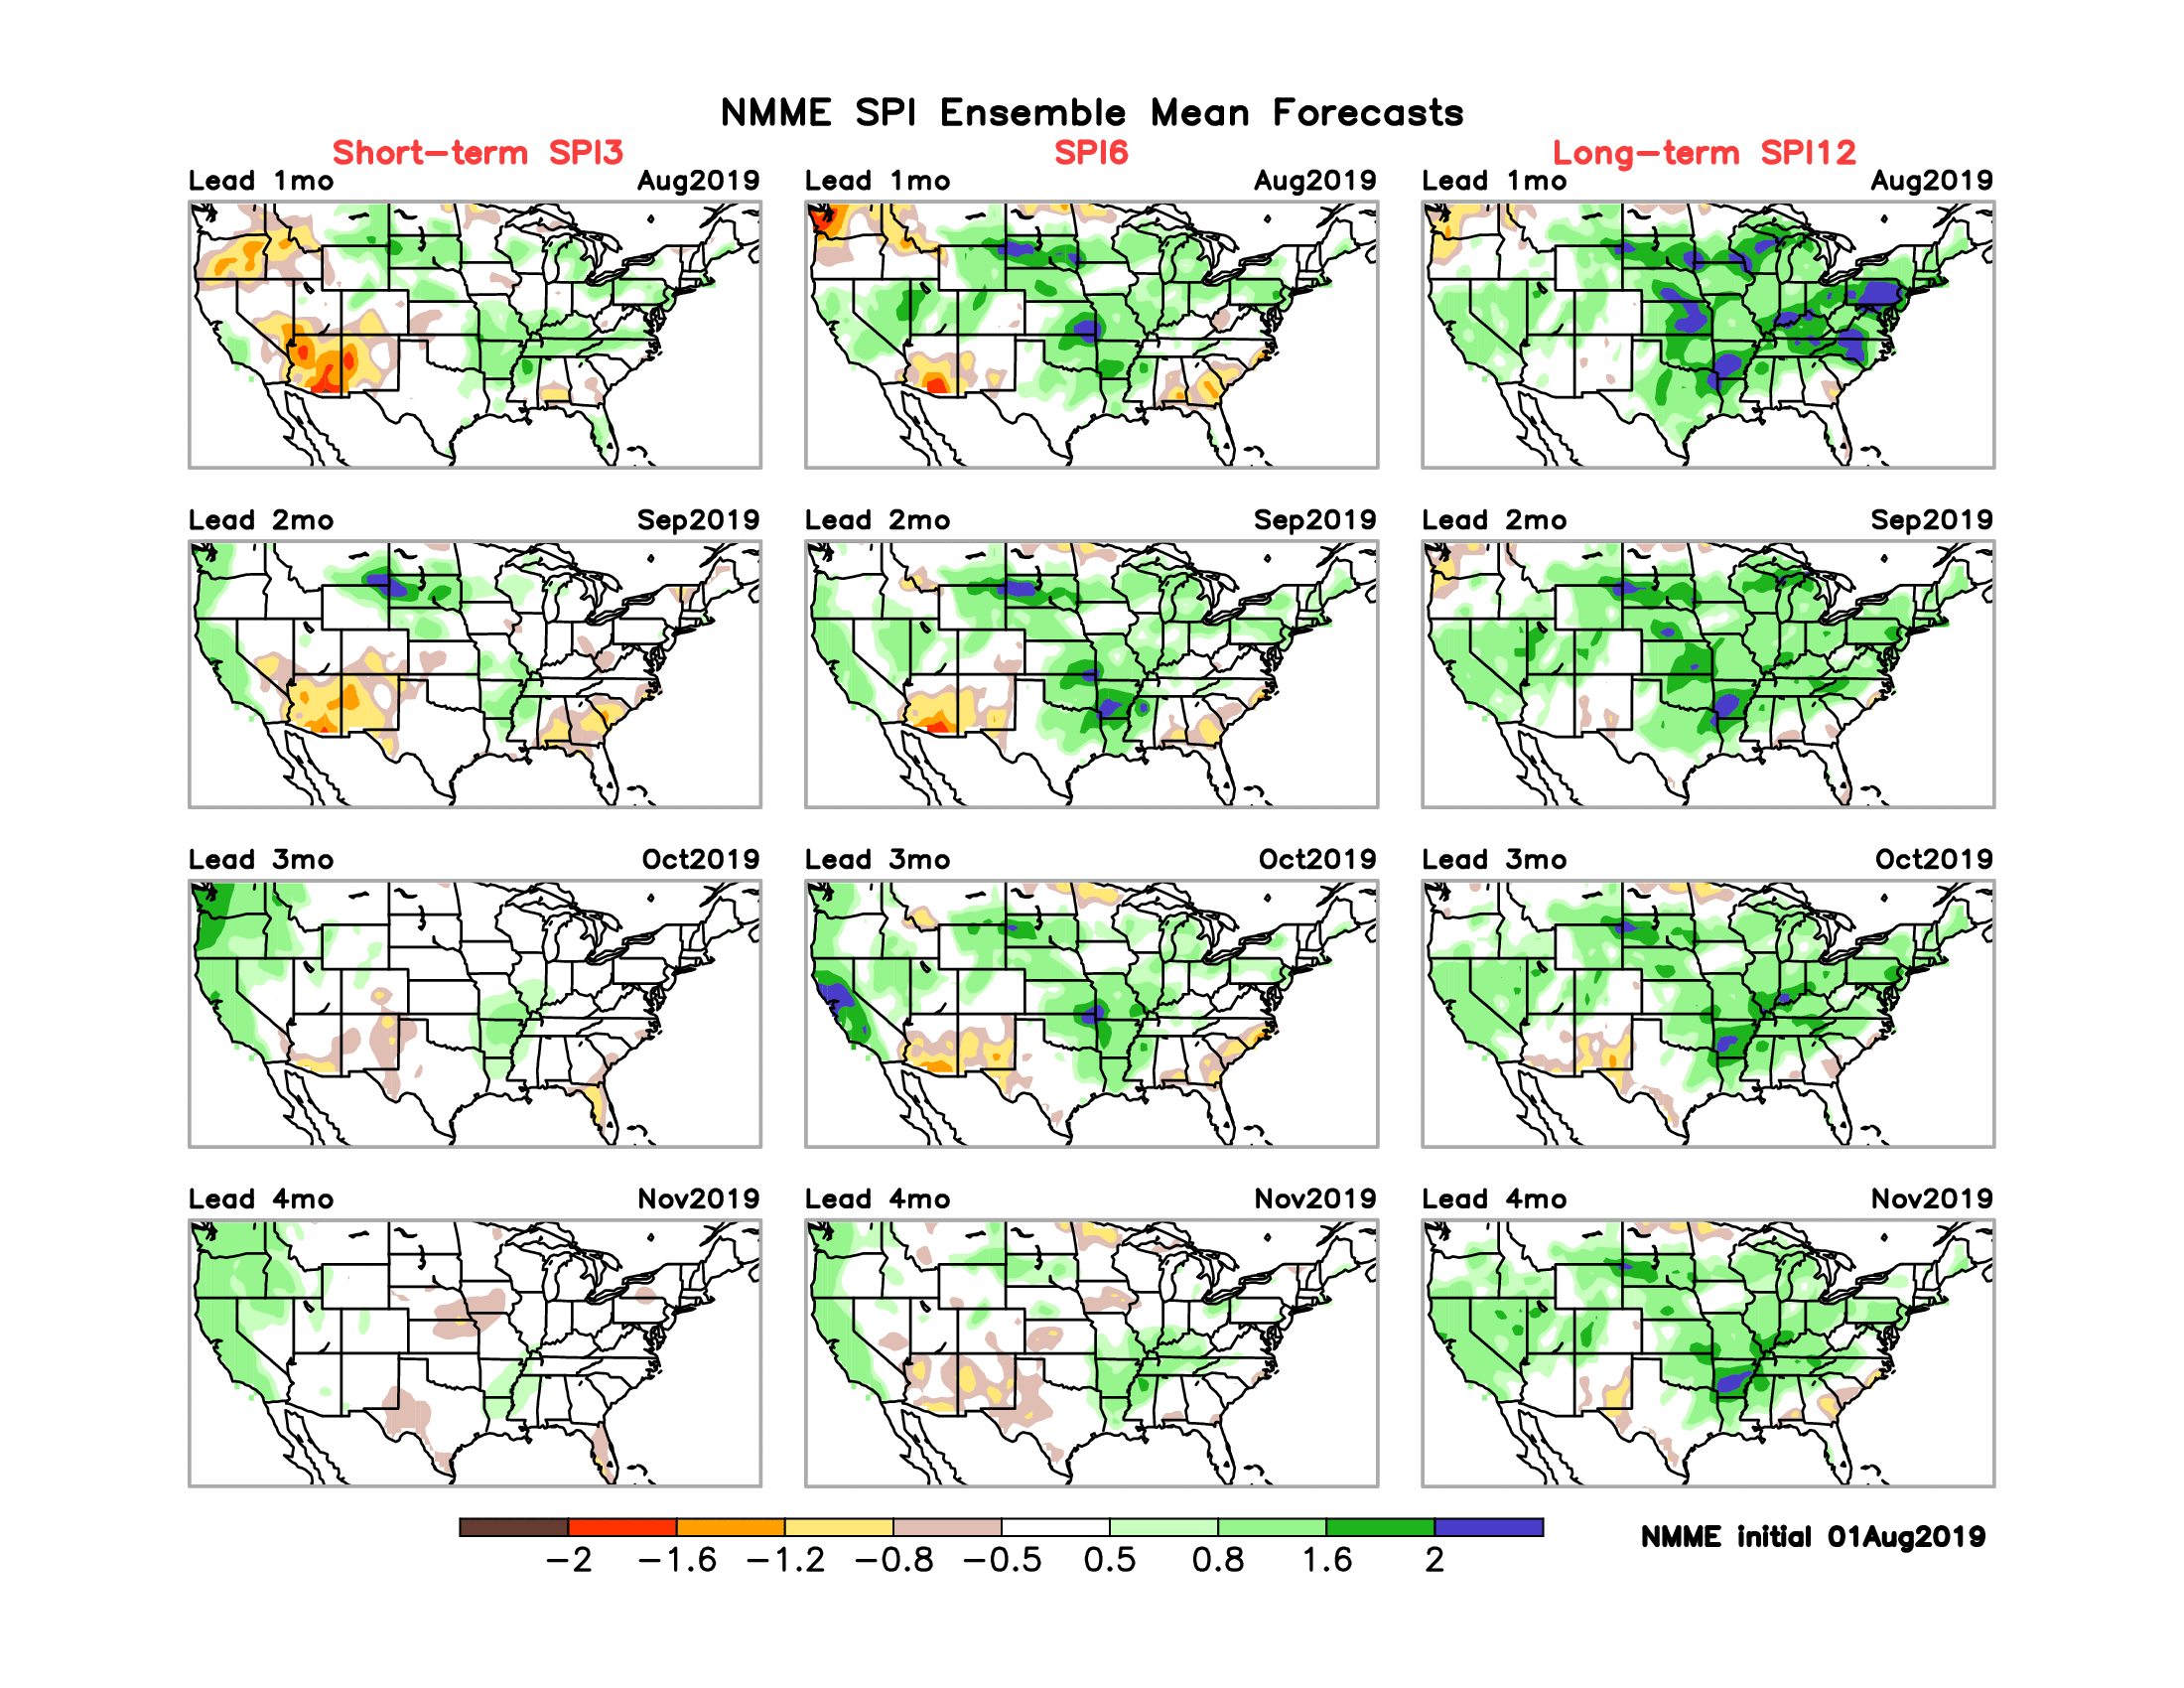 NMME SPI Ensemble Mean Forecasts
Short-term SPI3 SPI6 Long-term SPI12
Lead 1mo Aug2019 Lead 1mo Aug2019 Lead 1mo Aug2019
Lead 2mo Sep2019 Lead 2mo Sep2019 Lead 2mo Sep2019
Lead 3mo Oct2019 Lead 3mo Oct2019 Lead 3mo Oct2019
Lead 4mo Nov2019 Lead 4mo Nov2019 Lead 4mo Nov2019
NMME initial 01Aug2019
-2 -1.6 -1.2 -0.8 -0.5 0.5 0.8 1.6 2